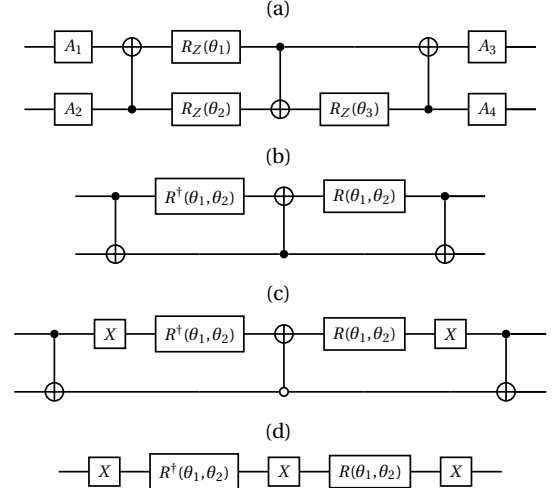 (a)
A₁ R_Z(θ₁) A₃
A₂ R_Z(θ₂) R_Z(θ₃) A₄
(b)
R†(θ₁,θ₂) R(θ₁,θ₂)
(c)
X R†(θ₁,θ₂) R(θ₁,θ₂) X
(d)
X R†(θ₁,θ₂) X R(θ₁,θ₂) X